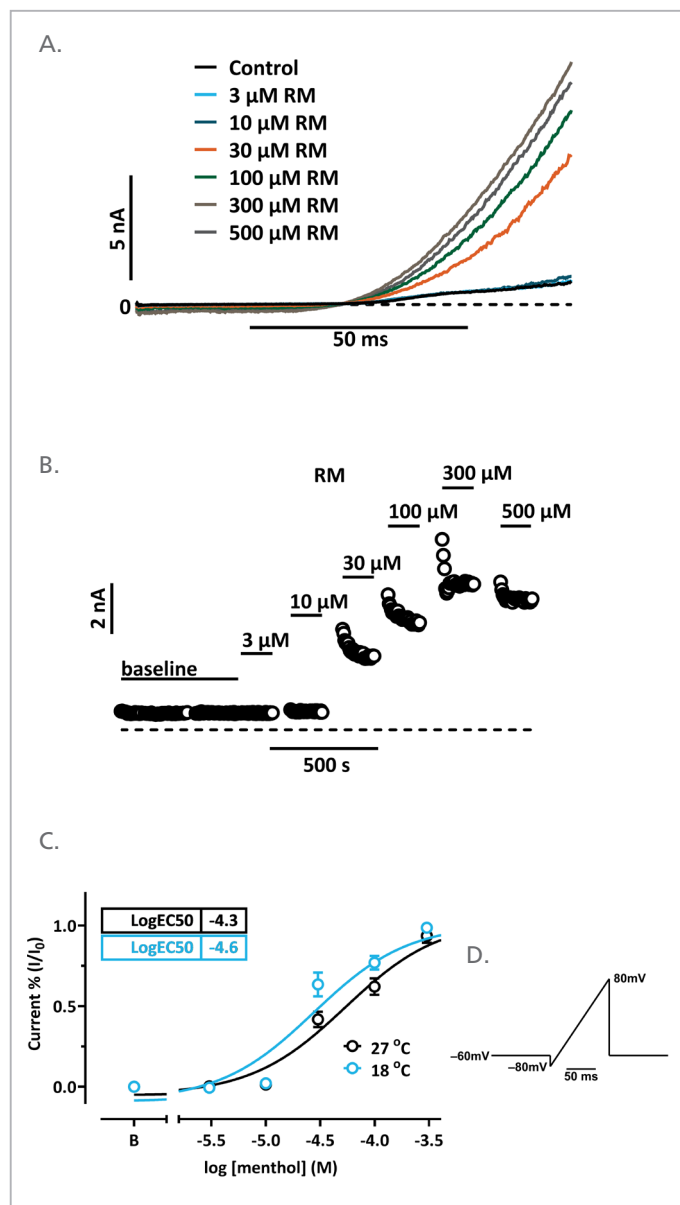 A.
Control
3 µM RM
10 µM RM
30 µM RM
100 µM RM
300 µM RM
500 µM RM
5 nA
0
50 ms
B.
RM
300 µM
100 µM
500 µM
30 µM
10 µM
2 nA
3 µM
baseline
500 s
C.
LogEC50 -4.3
LogEC50 -4.6
Current % (I/I0)
1.0
0.5
0.0
27 °C
18 °C
B -5.5 -5.0 -4.5 -4.0 -3.5
log [menthol] (M)
D.
80mV
–60mV
–80mV
50 ms